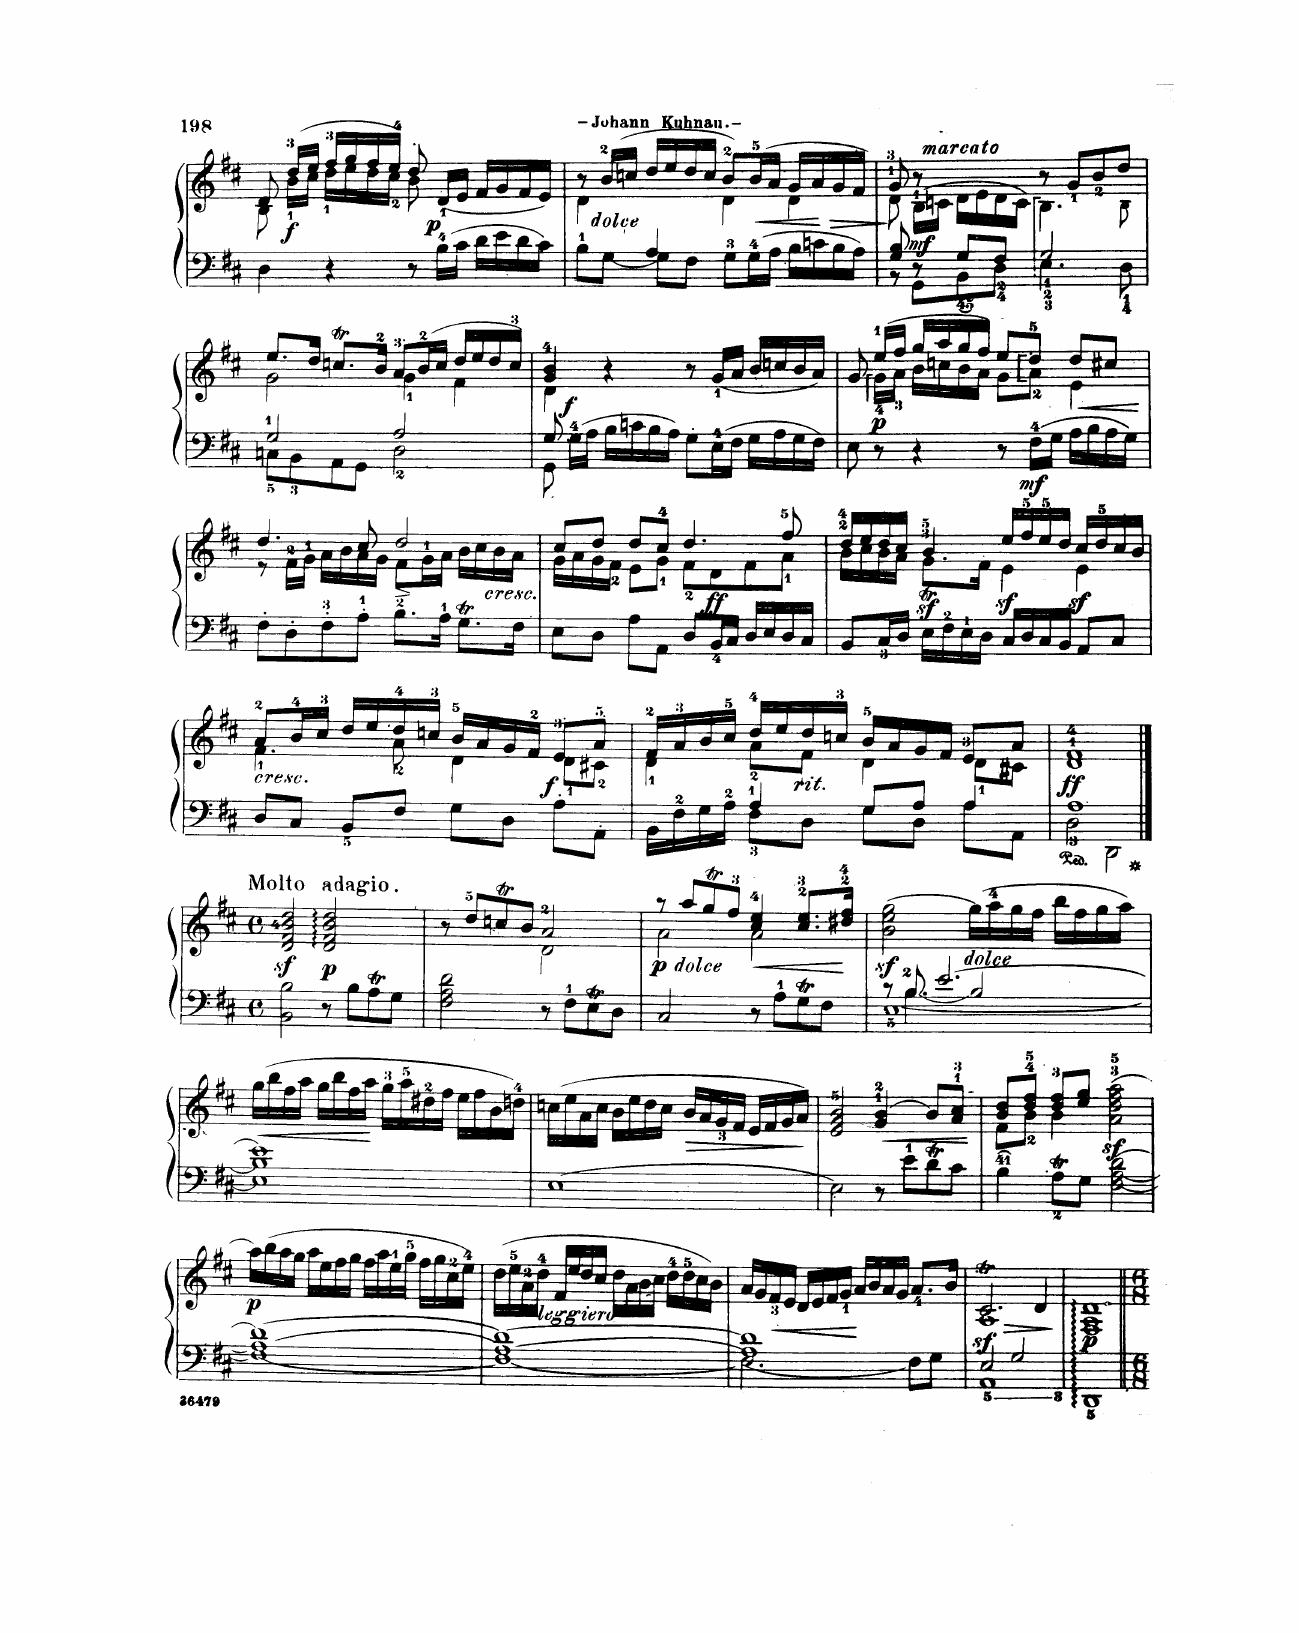 198
-Johann Kuhnau.-
marcato
f
p
dolce
mf
f
p
mf
cresc.
ff
sf
sf
sf
cresc.
f
rit.
ff
Ped.
Molto adagio.
sf
p
p dolce
sf
dolce
sf
p
leggiero
sf
p
36479